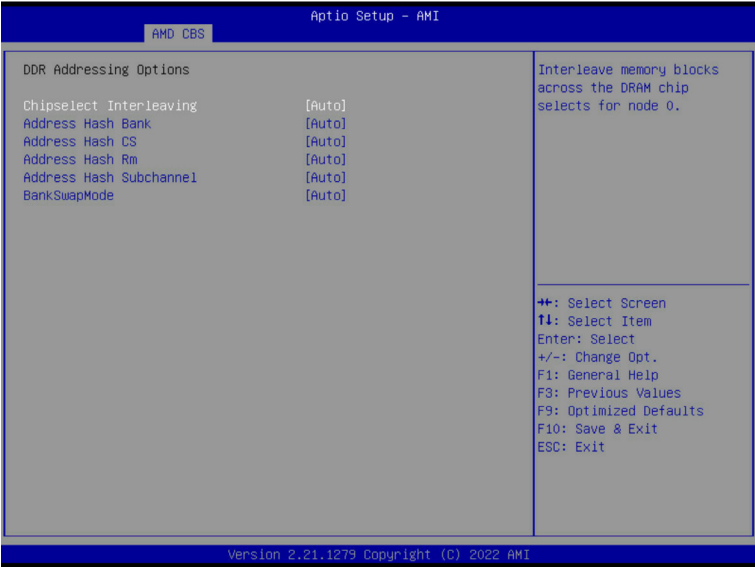 Aptio Setup - AMI
AMD CBS
DDR Addressing Options
Chipselect Interleaving [Auto]
Address Hash Bank [Auto]
Address Hash CS [Auto]
Address Hash Rm [Auto]
Address Hash Subchannel [Auto]
BankSwapMode [Auto]
Interleave memory blocks
across the DRAM chip
selects for node 0.
→←: Select Screen
↑↓: Select Item
Enter: Select
+/-: Change Opt.
F1: General Help
F3: Previous Values
F9: Optimized Defaults
F10: Save & Exit
ESC: Exit
Version 2.21.1279 Copyright (C) 2022 AMI